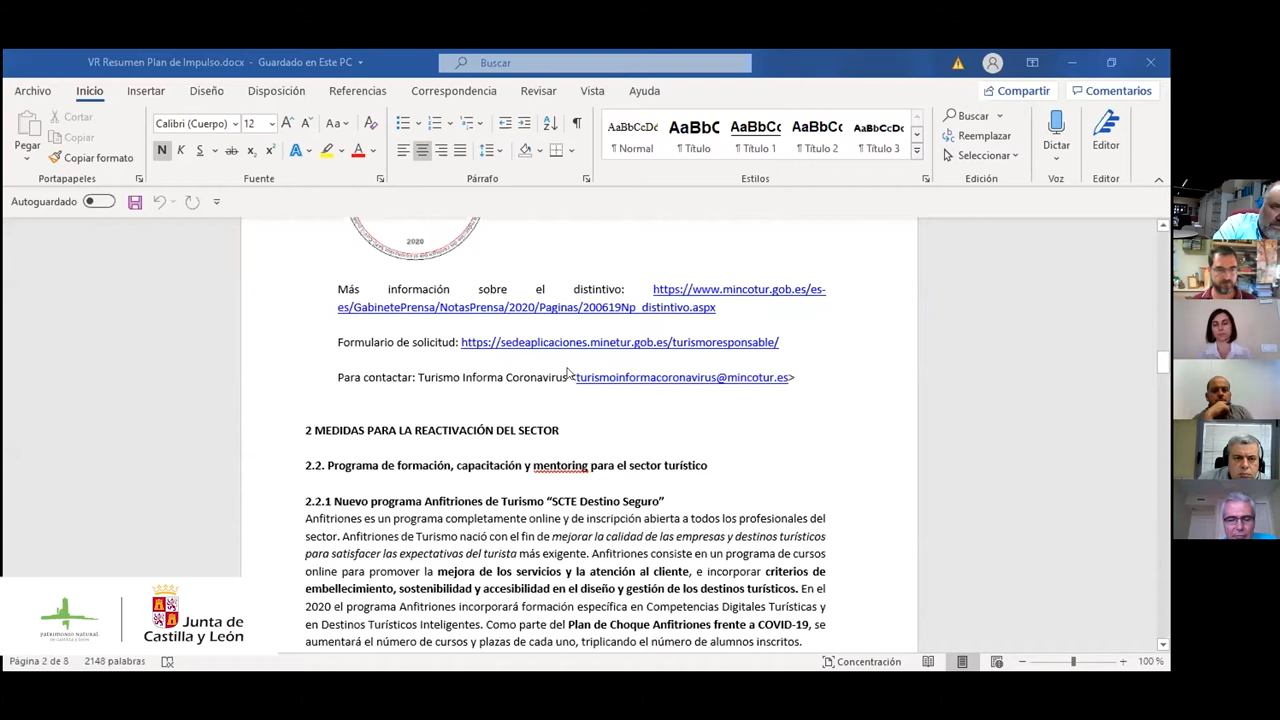 VR Resumen Plan de Impulso.docx - Guardado en Este PC
Buscar
Archivo Inicio Insertar Diseño Disposición Referencias Correspondencia Revisar Vista Ayuda Compartir Comentarios
Pegar
Cortar
Copiar
Copiar formato
Calibri (Cuerpo) 12
N K S ab x₂ x² A A
Aa
AaBbCcDd AaBbC AaBbCc AaBbCc AaBbCcDc
¶ Normal ¶ Título ¶ Título 1 ¶ Título 2 ¶ Título 3
Buscar
Reemplazar
Seleccionar
Dictar
Editor
Portapapeles Fuente Párrafo Estilos Edición Voz Editor
Autoguardado
2020
Más información sobre el distintivo: https://www.mincotur.gob.es/es-
es/GabinetePrensa/NotasPrensa/2020/Paginas/200619Np_distintivo.aspx
Formulario de solicitud: https://sedeaplicaciones.minetur.gob.es/turismoresponsable/
Para contactar: Turismo Informa Coronavirus <turismoinformacoronavirus@mincotur.es>
2 MEDIDAS PARA LA REACTIVACIÓN DEL SECTOR
2.2. Programa de formación, capacitación y mentoring para el sector turístico
2.2.1 Nuevo programa Anfitriones de Turismo “SCTE Destino Seguro”
Anfitriones es un programa completamente online y de inscripción abierta a todos los profesionales del
sector. Anfitriones de Turismo nació con el fin de mejorar la calidad de las empresas y destinos turísticos
para satisfacer las expectativas del turista más exigente. Anfitriones consiste en un programa de cursos
online para promover la mejora de los servicios y la atención al cliente, e incorporar criterios de
embellecimiento, sostenibilidad y accesibilidad en el diseño y gestión de los destinos turísticos. En el
2020 el programa Anfitriones incorporará formación específica en Competencias Digitales Turísticas y
en Destinos Turísticos Inteligentes. Como parte del Plan de Choque Anfitriones frente a COVID-19, se
aumentará el número de cursos y plazas de cada uno, triplicando el número de alumnos inscritos.
PATRIMONIO NATURAL
DE CASTILLA Y LEÓN
Junta de
Castilla y León
Página 2 de 8 2148 palabras Concentración 100 %